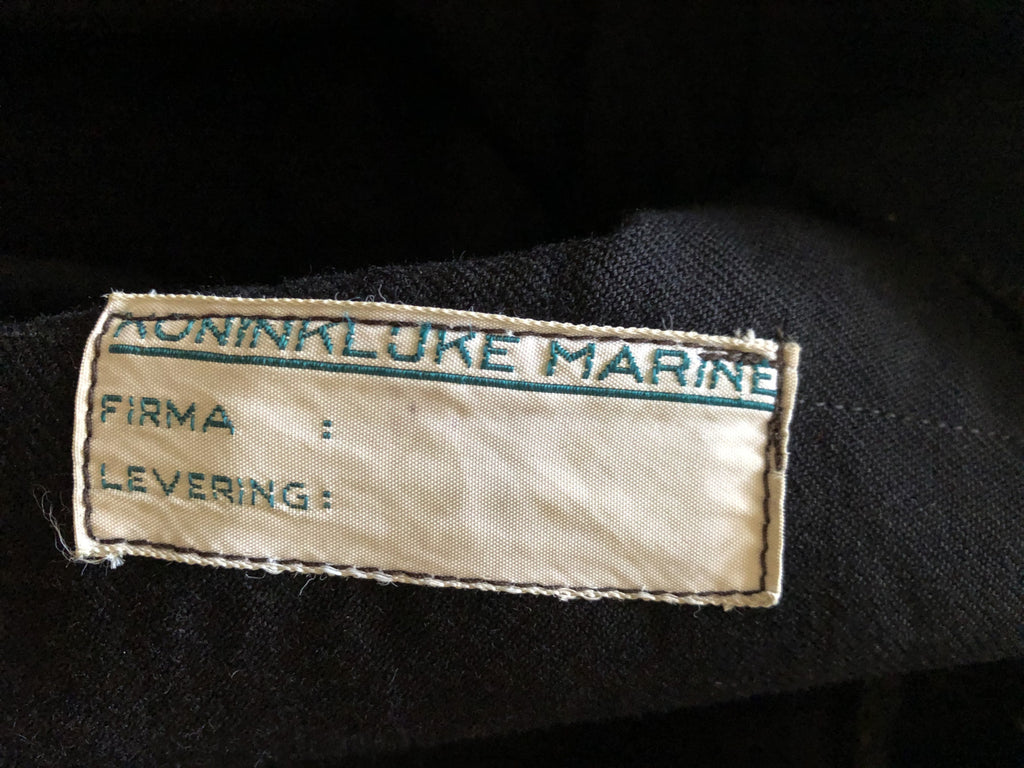 KONINKLIJKE MARINE
FIRMA :
LEVERING :